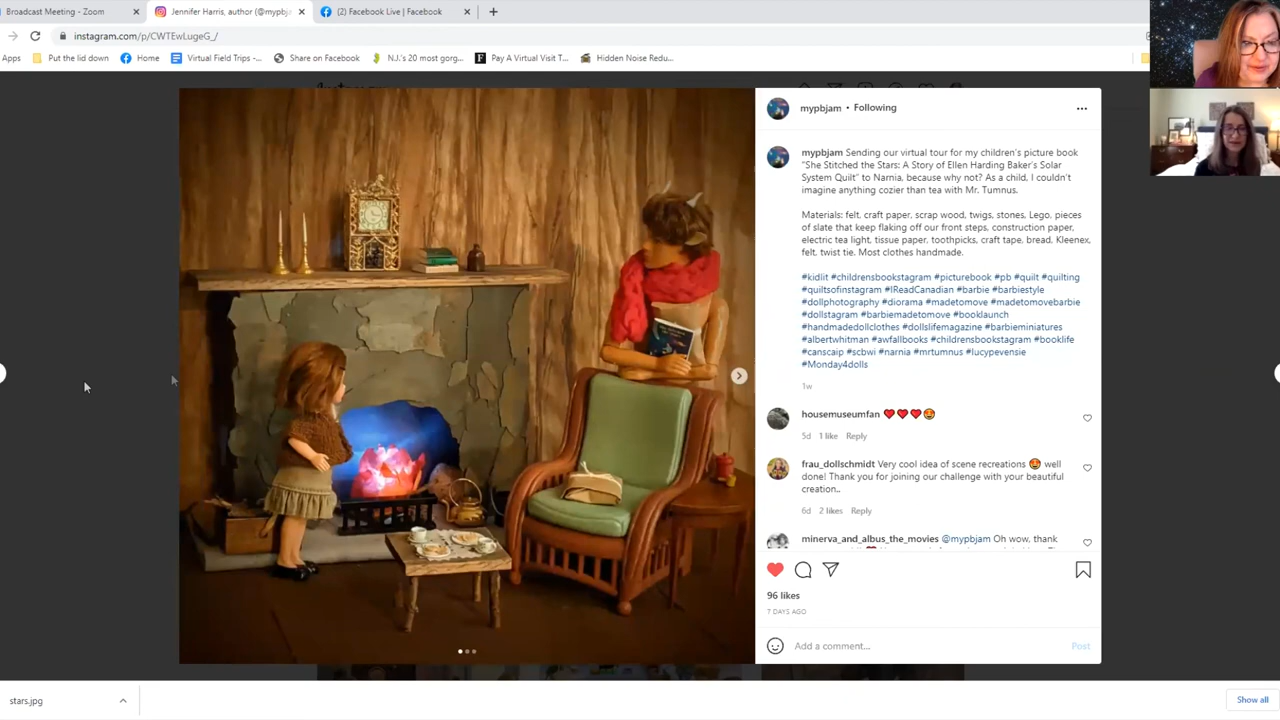 Broadcast Meeting - Zoom
Jennifer Harris, author (@mypbja
(2) Facebook Live | Facebook
instagram.com/p/CWTEwLugeG_/
Apps Put the lid down Home Virtual Field Trips -... Share on Facebook N.J.'s 20 most gorg... Pay A Virtual Visit T... Hidden Noise Redu...
mypbjam • Following
mypbjam Sending our virtual tour for my children's picture book
"She Stitched the Stars: A Story of Ellen Harding Baker's Solar
System Quilt" to Narnia, because why not? As a child, I couldn't
imagine anything cozier than tea with Mr. Tumnus.
Materials: felt, craft paper, scrap wood, twigs, stones, Lego, pieces
of slate that keep flaking off our front steps, construction paper,
electric tea light, tissue paper, toothpicks, craft tape, bread, Kleenex,
felt, twist tie. Most clothes handmade.
#kidlit #childrensbookstagram #picturebook #pb #quilt #quilting
#quiltsofinstagram #IReadCanadian #barbie #barbiestyle
#dollphotography #diorama #madetomove #madetomovebarbie
#dollstagram #barbiemadetomove #booklaunch
#handmadedollclothes #dollslifemagazine #barbieminiatures
#albertwhitman #awfallbooks #childrensbookstagram #booklife
#canscaip #scbwi #narnia #mrtumnus #lucypevensie
#Monday4dolls
1w
housemuseumfan
5d 1 like Reply
frau_dollschmidt Very cool idea of scene recreations well
done! Thank you for joining our challenge with your beautiful
creation..
6d 2 likes Reply
minerva_and_albus_the_movies @mypbjam Oh wow, thank
96 likes
7 DAYS AGO
Add a comment...
Post
stars.jpg
Show all